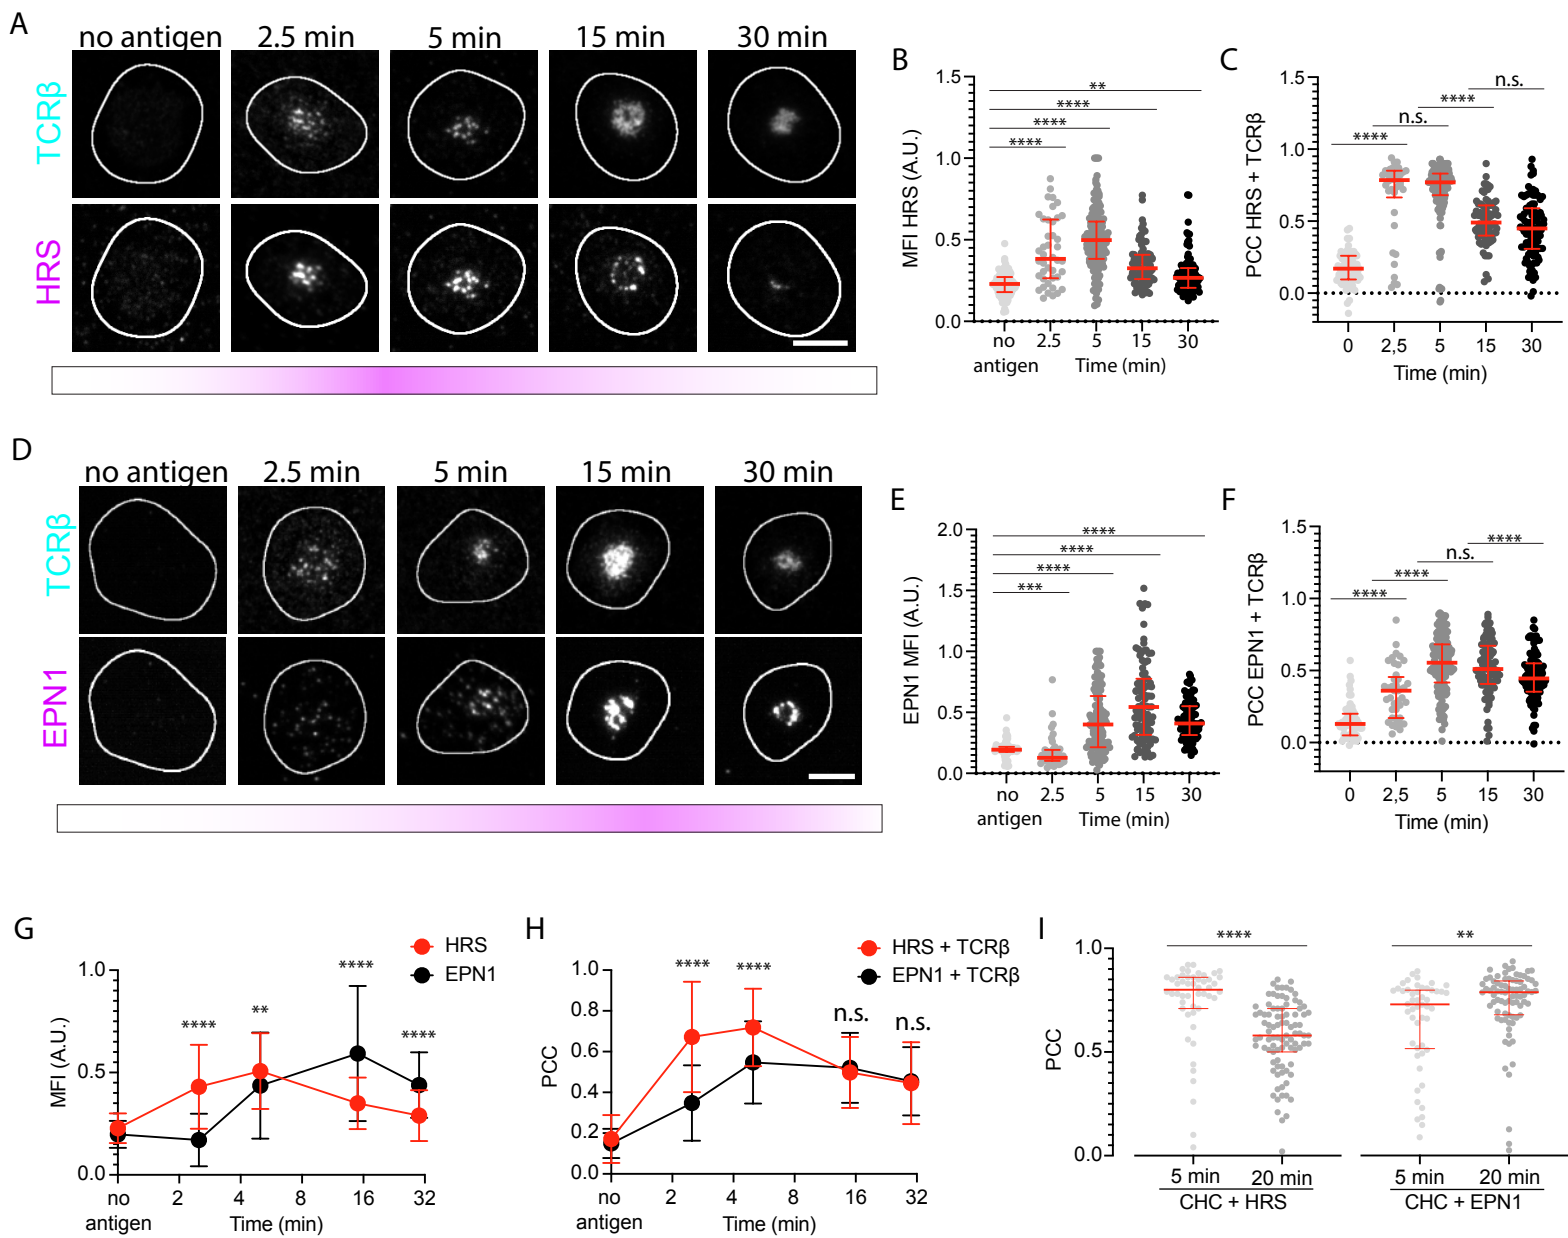 A
no antigen 2.5 min 5 min 15 min 30 min
TCRβ
HRS
B
MFI HRS (A.U.)
1.5
1.0
0.5
0.0
**
****
****
****
no antigen 2.5 5 15 30
Time (min)
C
PCC HRS + TCRβ
1.5
1.0
0.5
0.0
n.s.
****
n.s.
****
0 2,5 5 15 30
Time (min)
D
no antigen 2.5 min 5 min 15 min 30 min
TCRβ
EPN1
E
EPN1 MFI (A.U.)
2.0
1.5
1.0
0.5
0.0
****
****
****
***
no antigen 2.5 5 15 30
Time (min)
F
PCC EPN1 + TCRβ
1.5
1.0
0.5
0.0
****
n.s.
****
****
0 2,5 5 15 30
Time (min)
G
HRS
EPN1
MFI (A.U.)
1.0
0.5
0.0
****
**
****
****
no antigen 2 4 8 16 32
Time (min)
H
HRS + TCRβ
EPN1 + TCRβ
PCC
1.0
0.8
0.6
0.4
0.2
0.0
****
****
n.s.
n.s.
no antigen 2 4 8 16 32
Time (min)
I
PCC
1.0
0.5
0.0
****
**
5 min 20 min 5 min 20 min
CHC + HRS CHC + EPN1